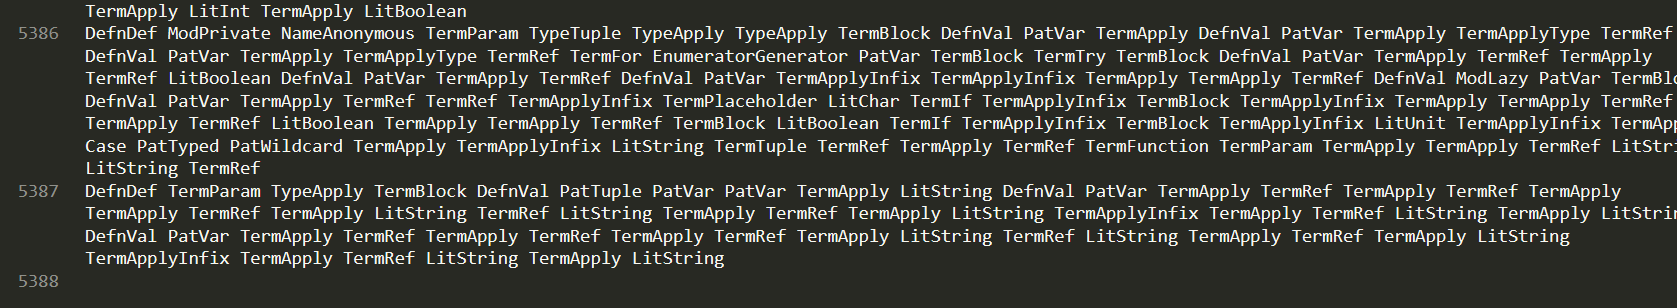 TermApply LitInt TermApply LitBoolean
5386 DefnDef ModPrivate NameAnonymous TermParam TypeTuple TypeApply TypeApply TermBlock DefnVal PatVar TermApply DefnVal PatVar TermApply TermApplyType TermRef
DefnVal PatVar TermApply TermApplyType TermRef TermFor EnumeratorGenerator PatVar TermBlock TermTry TermBlock DefnVal PatVar TermApply TermRef TermApply
TermRef LitBoolean DefnVal PatVar TermApply TermRef DefnVal PatVar TermApplyInfix TermApplyInfix TermApply TermApply TermRef DefnVal ModLazy PatVar
DefnVal PatVar TermApply TermRef TermRef TermApplyInfix TermPlaceholder LitChar TermIf TermApplyInfix TermBlock TermApplyInfix TermApply TermApply TermRef
TermApply TermRef LitBoolean TermApply TermApply TermRef TermBlock LitBoolean TermIf TermApplyInfix TermBlock TermApplyInfix LitUnit TermApplyInfix
Case PatTyped PatWildcard TermApply TermApplyInfix LitString TermTuple TermRef TermApply TermRef TermFunction TermParam TermApply TermApply TermRef
LitString TermRef
5387 DefnDef TermParam TypeApply TermBlock DefnVal PatTuple PatVar PatVar TermApply LitString DefnVal PatVar TermApply TermRef TermApply TermRef TermApply
TermApply TermRef TermApply LitString TermRef LitString TermApply TermRef TermApply LitString TermApplyInfix TermApply TermRef LitString TermApply
DefnVal PatVar TermApply TermRef TermApply TermRef TermApply TermRef TermApply LitString TermRef LitString TermApply TermRef TermApply LitString
TermApplyInfix TermApply TermRef LitString TermApply LitString
5388